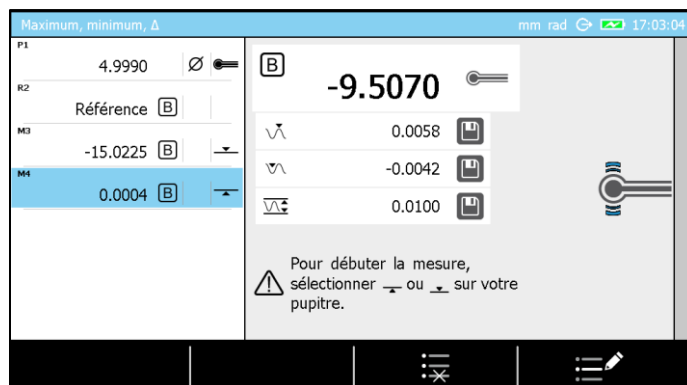 Maximum, minimum, Δ mm rad 17:03:04
P1
4.9990 Ø
R2
Référence B
M3
-15.0225 B
M4
0.0004 B
B
-9.5070
0.0058
-0.0042
0.0100
Pour débuter la mesure,
sélectionner ou sur votre
pupitre.